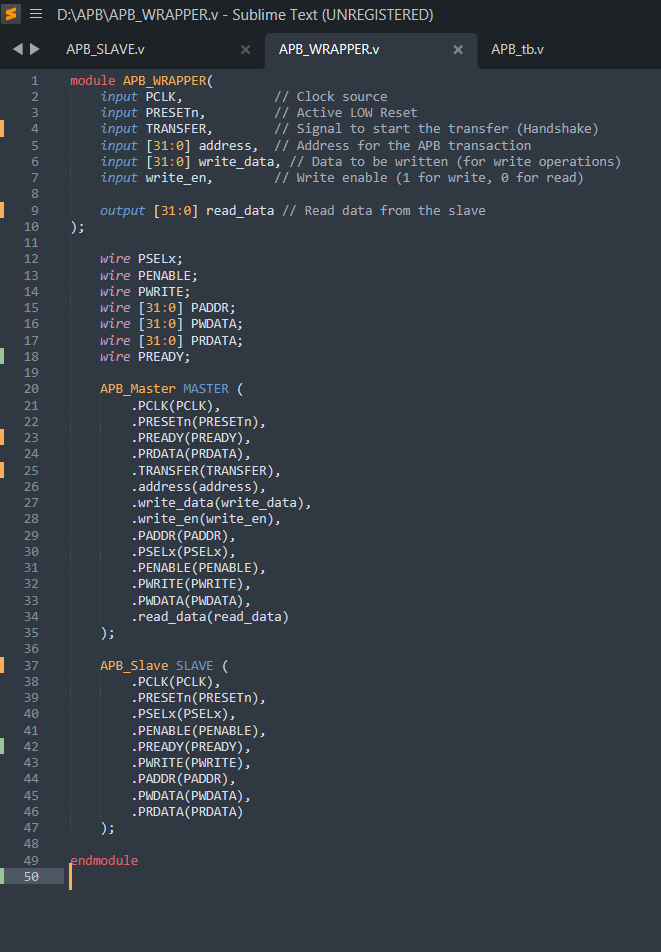 D:\APB\APB_WRAPPER.v - Sublime Text (UNREGISTERED)
APB_SLAVE.v × APB_WRAPPER.v × APB_tb.v
1 module APB_WRAPPER(
2     input PCLK,            // Clock source
3     input PRESETn,         // Active LOW Reset
4     input TRANSFER,        // Signal to start the transfer (Handshake)
5     input [31:0] address,  // Address for the APB transaction
6     input [31:0] write_data, // Data to be written (for write operations)
7     input write_en,        // Write enable (1 for write, 0 for read)
8
9     output [31:0] read_data // Read data from the slave
10 );
11
12     wire PSELx;
13     wire PENABLE;
14     wire PWRITE;
15     wire [31:0] PADDR;
16     wire [31:0] PWDATA;
17     wire [31:0] PRDATA;
18     wire PREADY;
19
20     APB_Master MASTER (
21         .PCLK(PCLK),
22         .PRESETn(PRESETn),
23         .PREADY(PREADY),
24         .PRDATA(PRDATA),
25         .TRANSFER(TRANSFER),
26         .address(address),
27         .write_data(write_data),
28         .write_en(write_en),
29         .PADDR(PADDR),
30         .PSELx(PSELx),
31         .PENABLE(PENABLE),
32         .PWRITE(PWRITE),
33         .PWDATA(PWDATA),
34         .read_data(read_data)
35     );
36
37     APB_Slave SLAVE (
38         .PCLK(PCLK),
39         .PRESETn(PRESETn),
40         .PSELx(PSELx),
41         .PENABLE(PENABLE),
42         .PREADY(PREADY),
43         .PWRITE(PWRITE),
44         .PADDR(PADDR),
45         .PWDATA(PWDATA),
46         .PRDATA(PRDATA)
47     );
48
49 endmodule
50